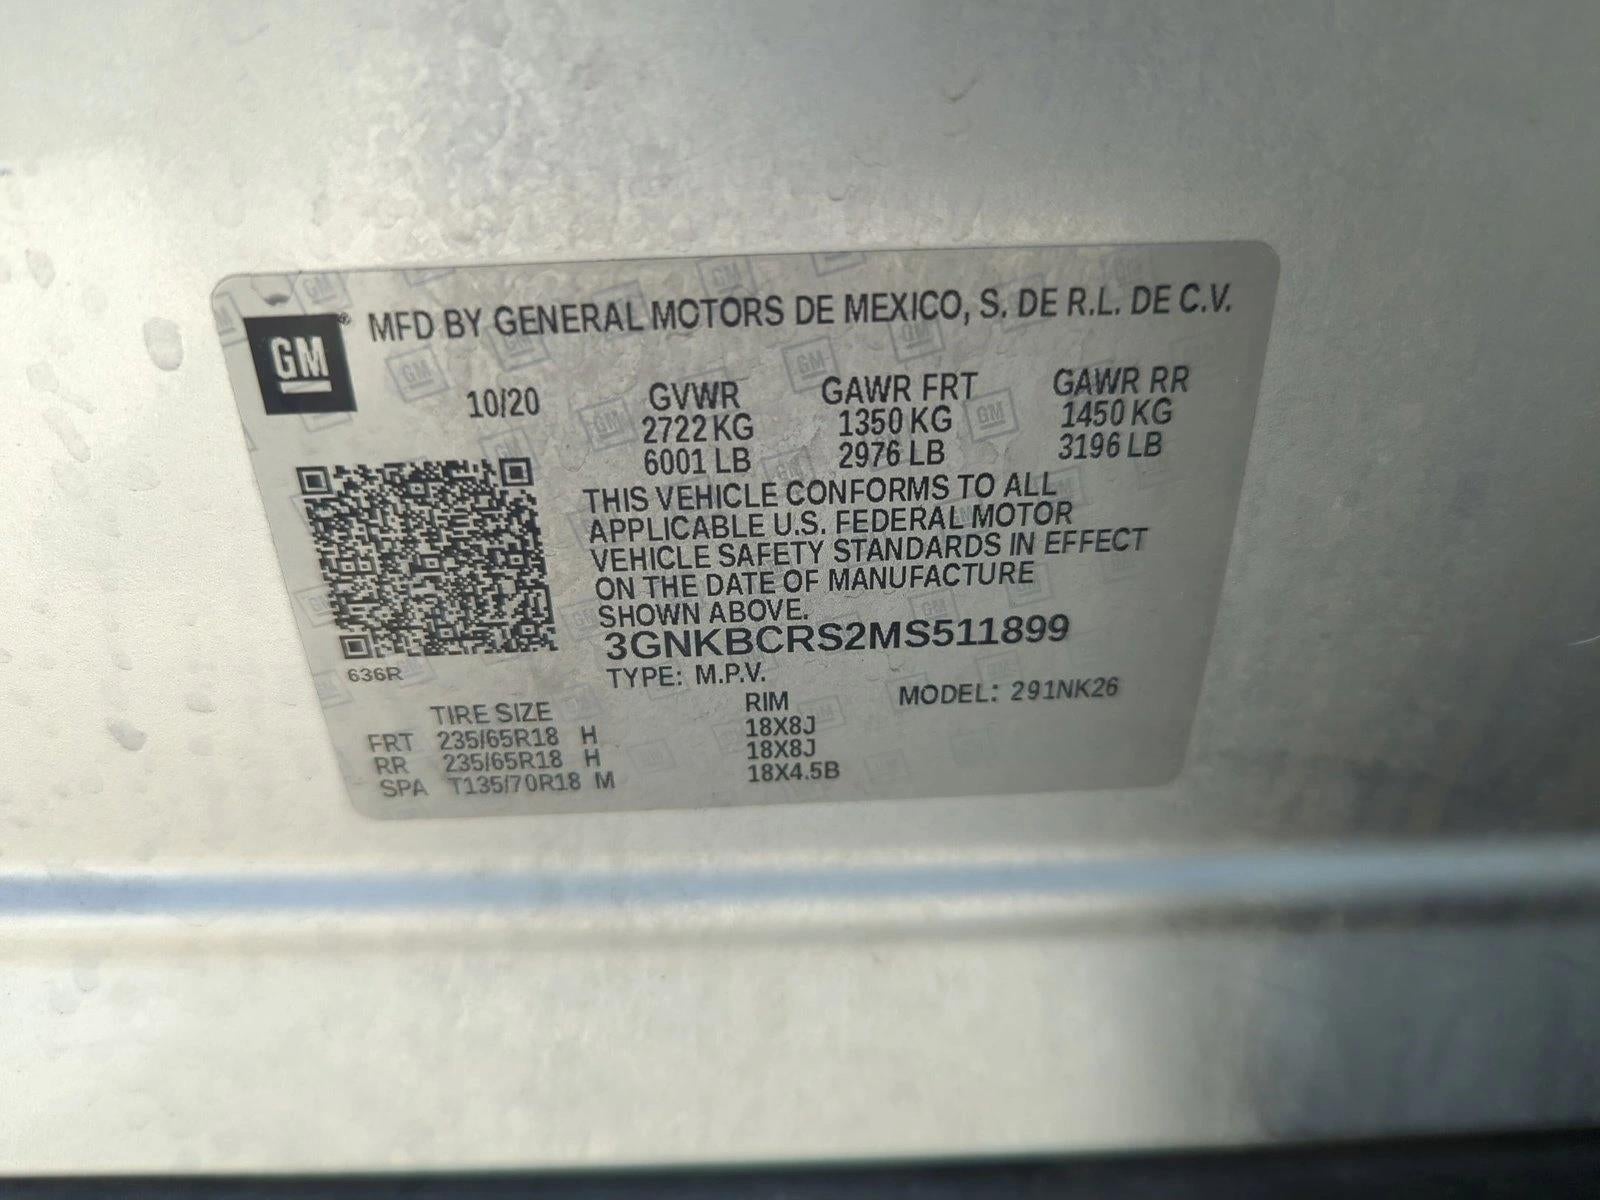 GM ® MFD BY GENERAL MOTORS DE MEXICO, S. DE R.L. DE C.V.
10/20 GVWR GAWR FRT GAWR RR
2722 KG 1350 KG 1450 KG
6001 LB 2976 LB 3196 LB
THIS VEHICLE CONFORMS TO ALL
APPLICABLE U.S. FEDERAL MOTOR
VEHICLE SAFETY STANDARDS IN EFFECT
ON THE DATE OF MANUFACTURE
SHOWN ABOVE.
3GNKBCRS2MS511899
636R TYPE: M.P.V.
TIRE SIZE RIM MODEL: 291NK26
FRT 235/65R18 H 18X8J
RR 235/65R18 H 18X8J
SPA T135/70R18 M 18X4.5B